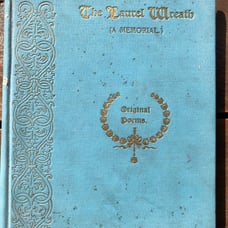 The Laurel Wreath
(A MEMORIAL)
Original
Poems.